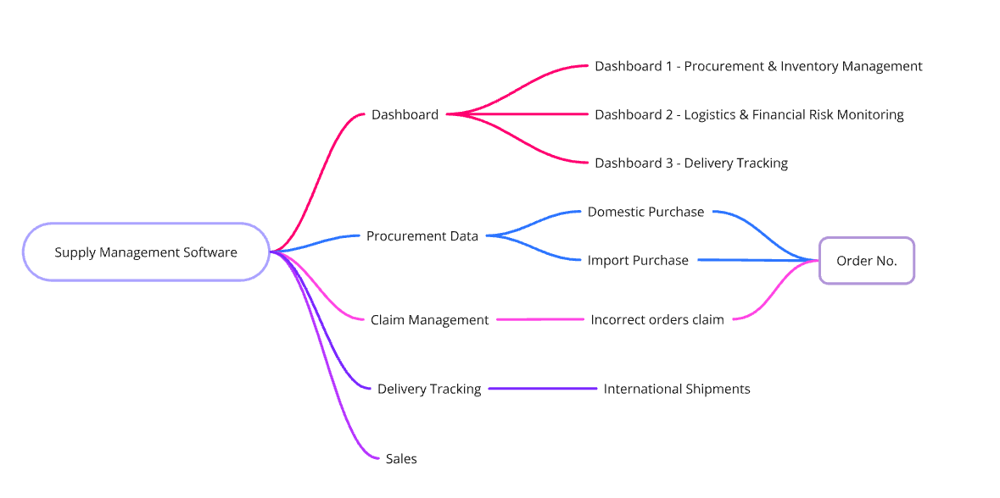 Supply Management Software
Dashboard
Dashboard 1 - Procurement & Inventory Management
Dashboard 2 - Logistics & Financial Risk Monitoring
Dashboard 3 - Delivery Tracking
Procurement Data
Domestic Purchase
Import Purchase
Order No.
Claim Management
Incorrect orders claim
Delivery Tracking
International Shipments
Sales